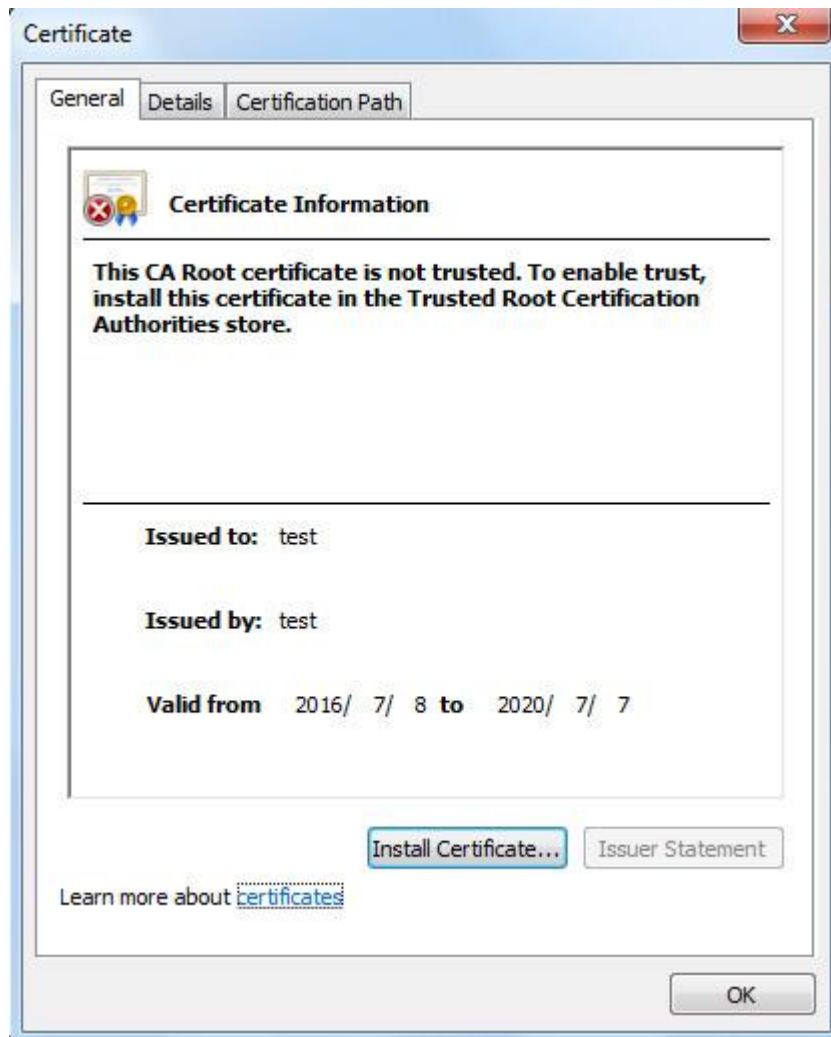 Certificate
General Details Certification Path
Certificate Information
This CA Root certificate is not trusted. To enable trust,
install this certificate in the Trusted Root Certification
Authorities store.
Issued to: test
Issued by: test
Valid from 2016/ 7/ 8 to 2020/ 7/ 7
Install Certificate... Issuer Statement
Learn more about certificates
OK